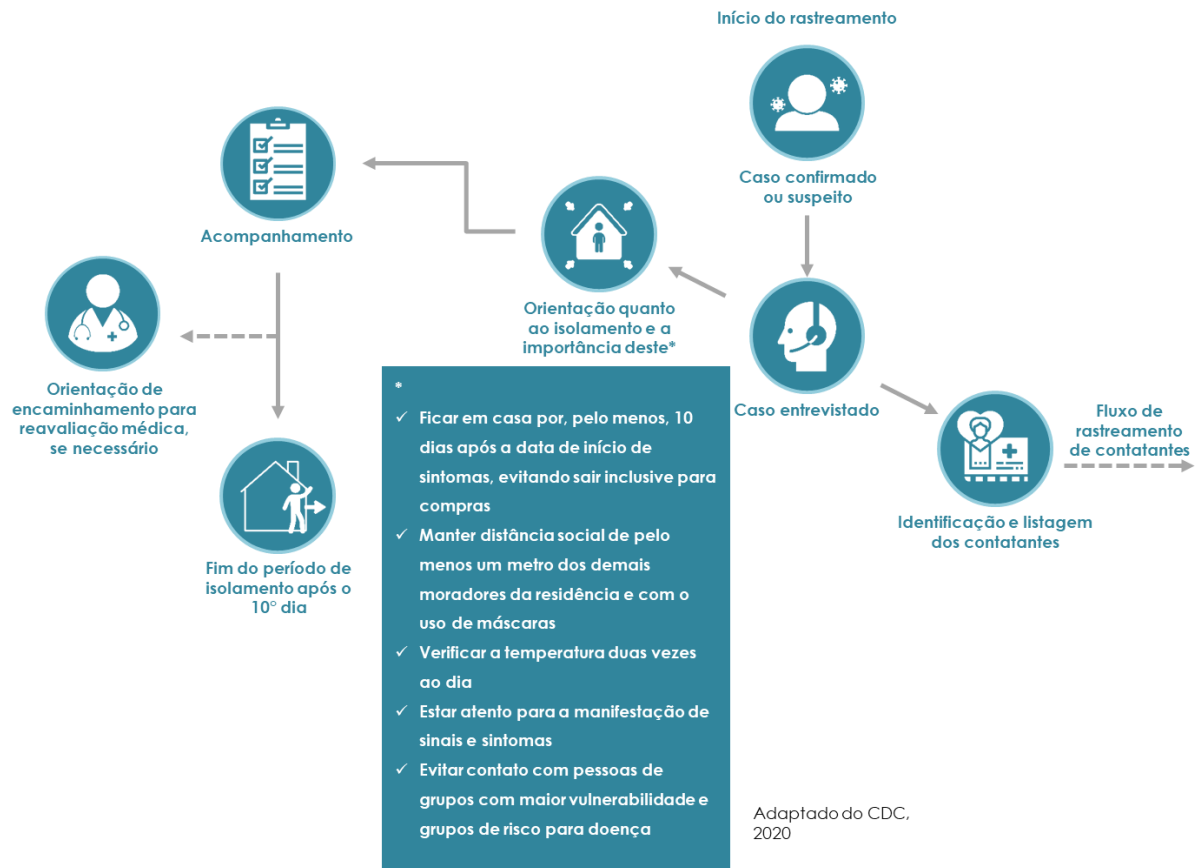 Início do rastreamento
Caso confirmado
ou suspeito
Acompanhamento
Orientação quanto
ao isolamento e a
importância deste*
Caso entrevistado
Orientação de
encaminhamento para
reavaliação médica,
se necessário
Fluxo de
rastreamento
de contatantes
Identificação e listagem
dos contatantes
Fim do período de
isolamento após o
10° dia
*
✓ Ficar em casa por, pelo menos, 10
dias após a data de início de
sintomas, evitando sair inclusive para
compras
✓ Manter distância social de pelo
menos um metro dos demais
moradores da residência e com o
uso de máscaras
✓ Verificar a temperatura duas vezes
ao dia
✓ Estar atento para a manifestação de
sinais e sintomas
✓ Evitar contato com pessoas de
grupos com maior vulnerabilidade e
grupos de risco para doença
Adaptado do CDC,
2020